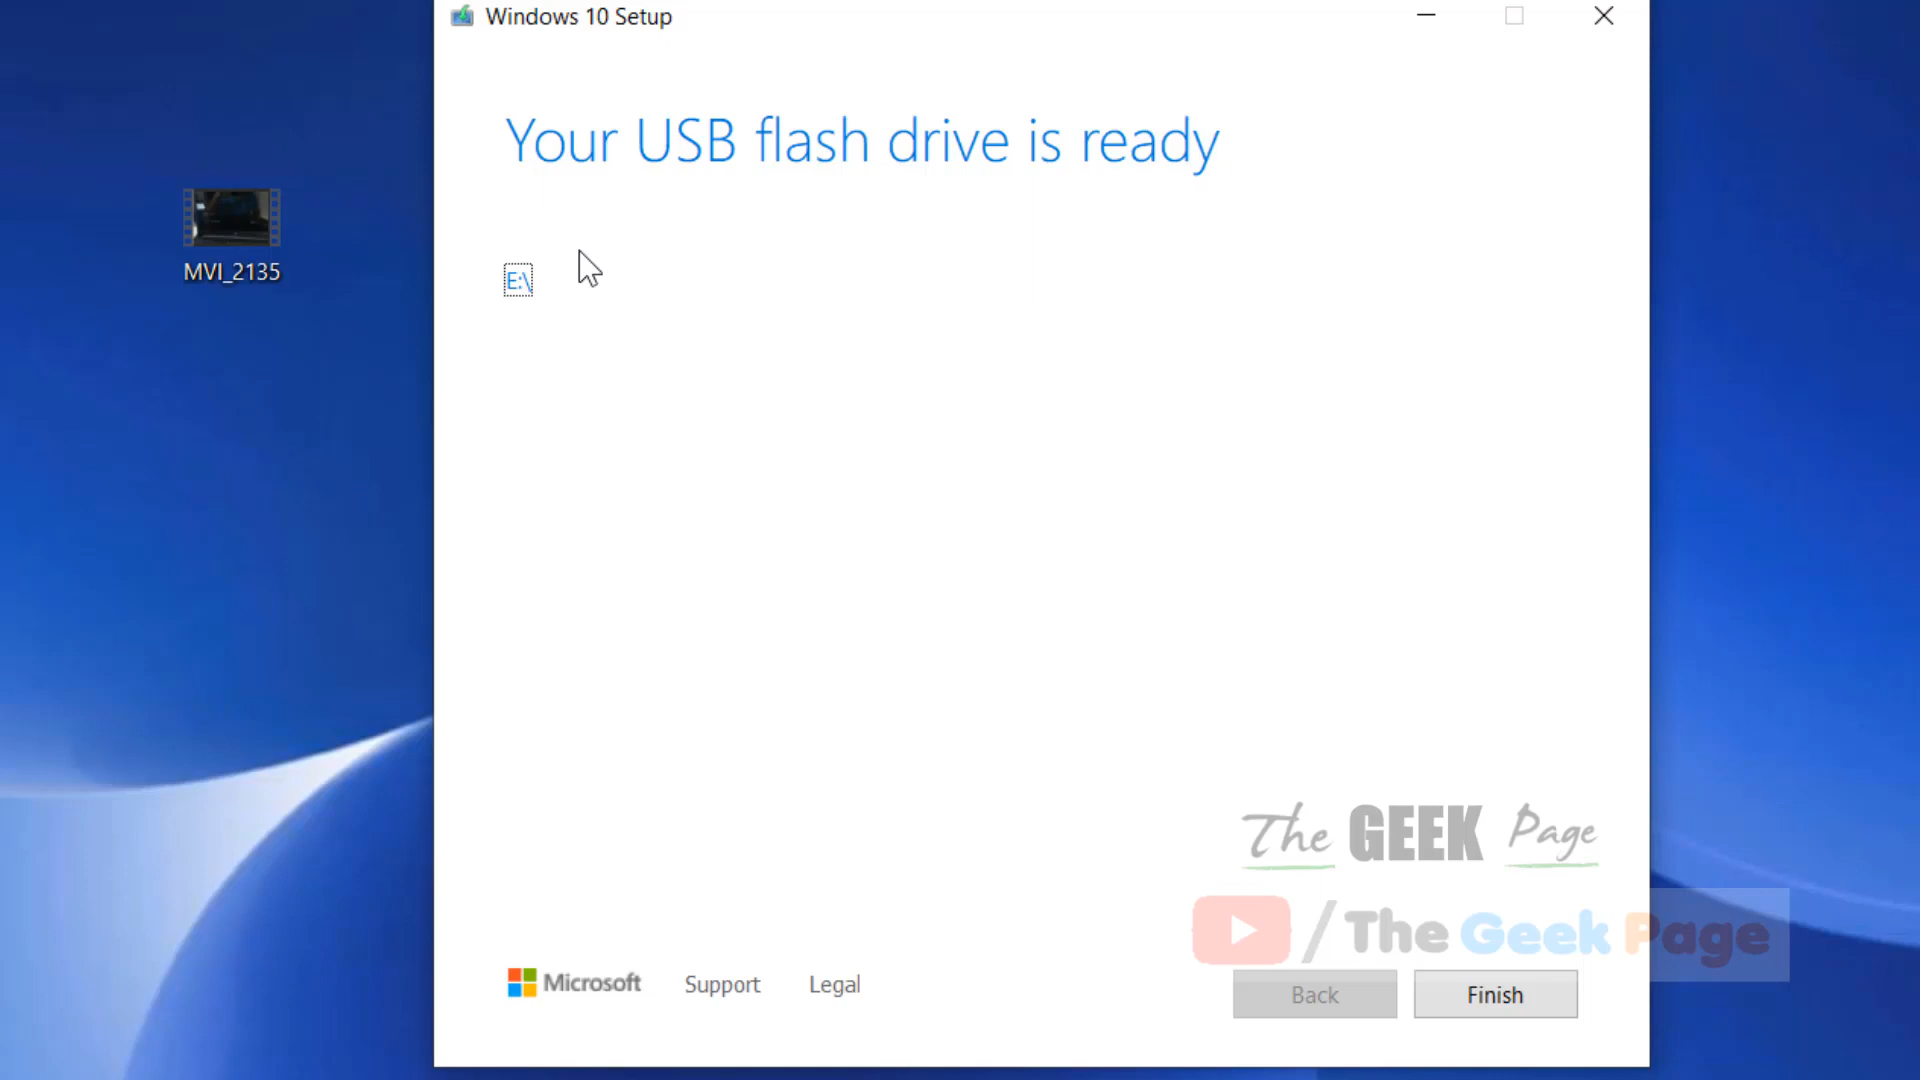 Windows 10 Setup
Your USB flash drive is ready
MVI_2135
E:\
The GEEK Page
/The Geek Page
Microsoft Support Legal
Back Finish